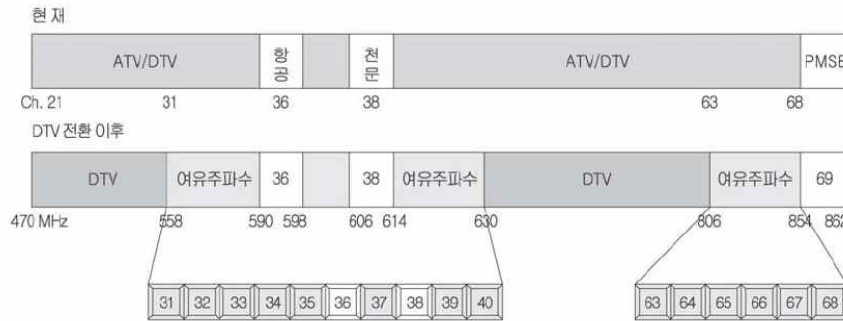 현 재
ATV/DTV 항공 천문 ATV/DTV PMSE
Ch. 21 31 36 38 63 68
DTV 전환 이후
DTV 여유주파수 36 38 여유주파수 DTV 여유주파수 69
470 MHz 558 590 598 606 614 630 806 854 862
31 32 33 34 35 36 37 38 39 40 63 64 65 66 67 68